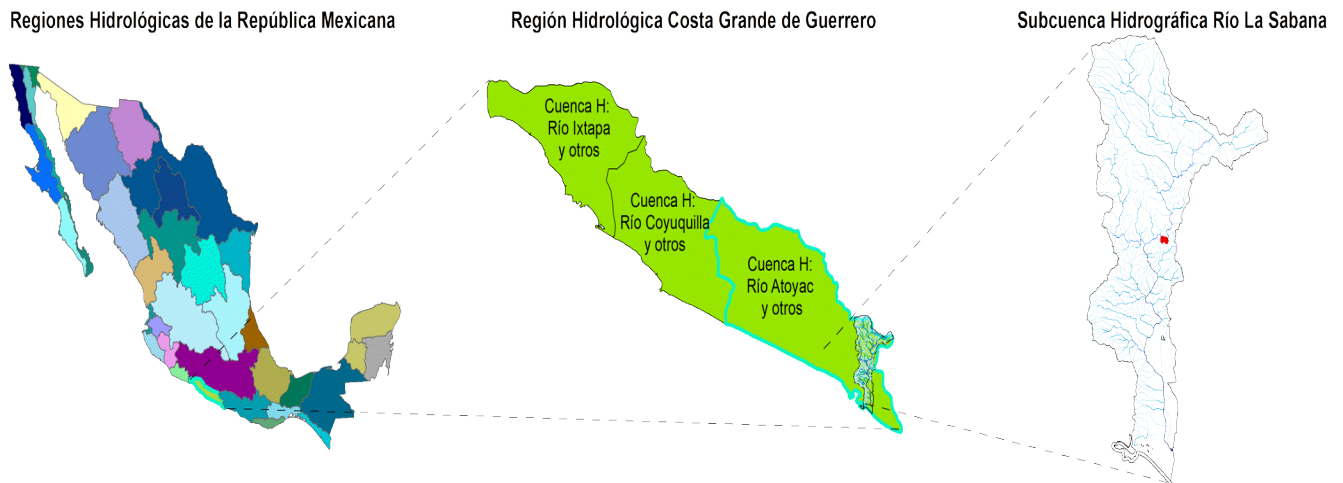 Regiones Hidrológicas de la República Mexicana
Región Hidrológica Costa Grande de Guerrero
Subcuenca Hidrográfica Río La Sabana
Cuenca H:
Río Ixtapa
y otros
Cuenca H:
Río Coyuquilla
y otros
Cuenca H:
Río Atoyac
y otros